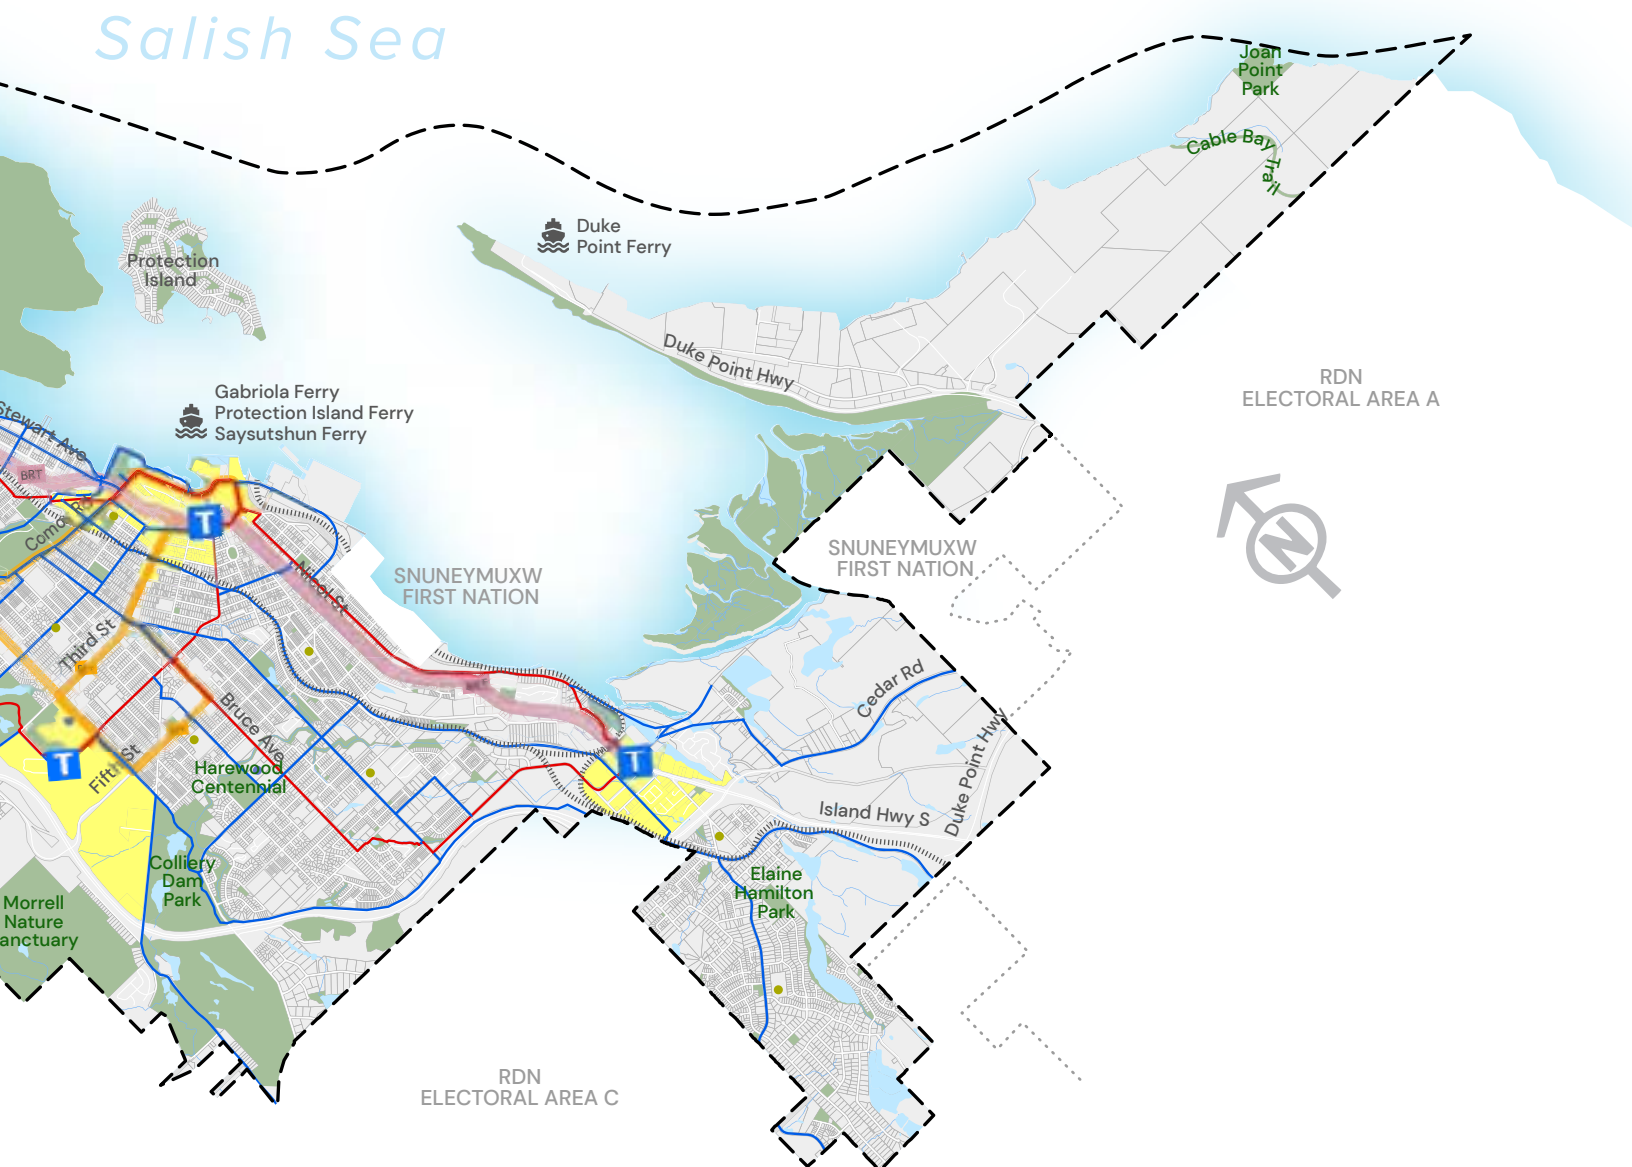 Salish Sea
Joan
Point
Park
Cable Bay Trail
Duke
Point Ferry
Protection
Island
Duke Point Hwy
RDN
ELECTORAL AREA A
Gabriola Ferry
Protection Island Ferry
Saysutshun Ferry
Stewart Ave
BRT
T
SNUNEYMUXW
FIRST NATION
N
SNUNEYMUXW
FIRST NATION
Nicol St
Third St
Cedar Rd
Bruce Ave
Fifth St
T
T
Harewood
Centennial
Duke Point Hwy
Island Hwy S
Colliery
Dam
Park
Elaine
Hamilton
Park
Morrell
Nature
anctuary
RDN
ELECTORAL AREA C